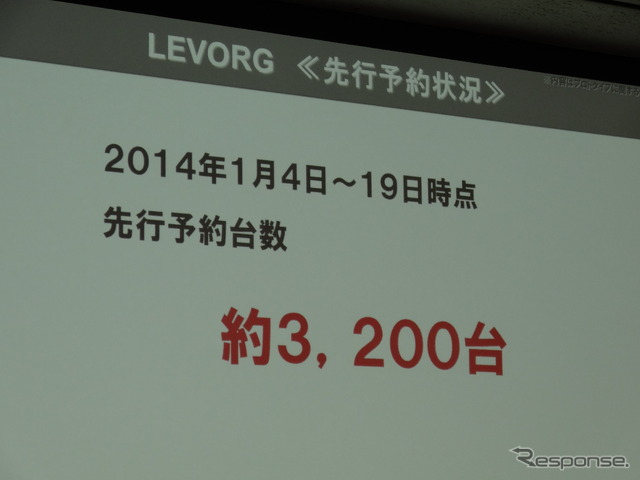 LEVORG ≪先行予約状況≫
2014年1月4日～19日時点
先行予約台数
約3,200台
Response.